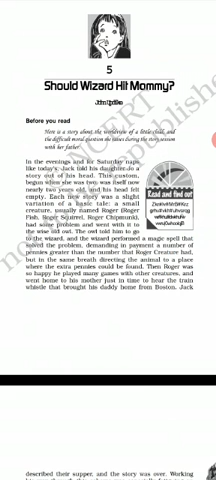 5
Should Wizard Hit Mommy?
John Updike
Before you read
Here is a story about the worldview of a little child, and
the difficult moral question she raises during the story session
with her father.
In the evenings and for Saturday naps
like today's, Jack told his daughter Jo a
story out of his head. This custom,
begun when she was two, was itself now
nearly two years old, and his head felt
empty. Each new story was a slight
variation of a basic tale: a small
creature, usually named Roger (Roger
Fish, Roger Squirrel, Roger Chipmunk),
had some problem and went with it to
the wise old owl. The owl told him to go
to the wizard, and the wizard performed a magic spell that
solved the problem, demanding in payment a number of
pennies greater than the number that Roger Creature had,
but in the same breath directing the animal to a place
where the extra pennies could be found. Then Roger was
so happy he played many games with other creatures, and
went home to his mother just in time to hear the train
whistle that brought his daddy home from Boston. Jack
Read and find out
described their supper, and the story was over. Working